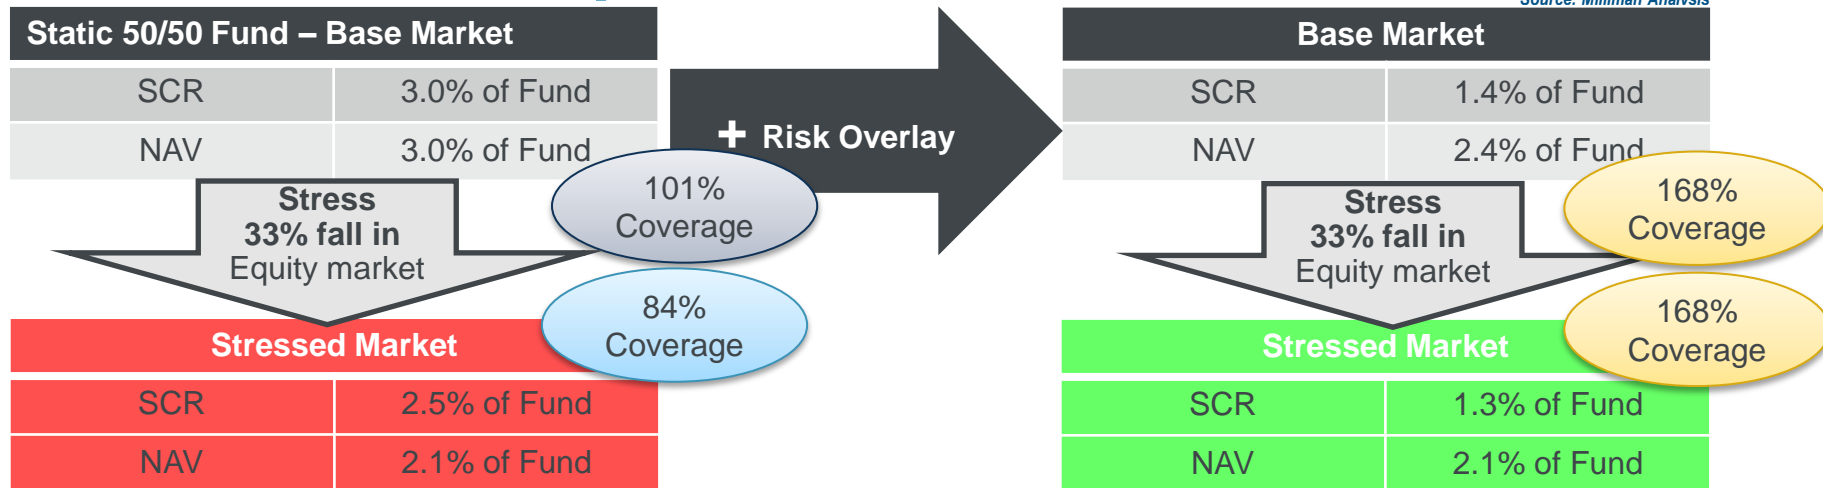 Source: Milliman Analysis
Static 50/50 Fund – Base Market
SCR 3.0% of Fund
NAV 3.0% of Fund
101%
Coverage
Stress
33% fall in
Equity market
84%
Coverage
Stressed Market
SCR 2.5% of Fund
NAV 2.1% of Fund
+ Risk Overlay
Base Market
SCR 1.4% of Fund
NAV 2.4% of Fund
168%
Coverage
Stress
33% fall in
Equity market
168%
Coverage
Stressed Market
SCR 1.3% of Fund
NAV 2.1% of Fund